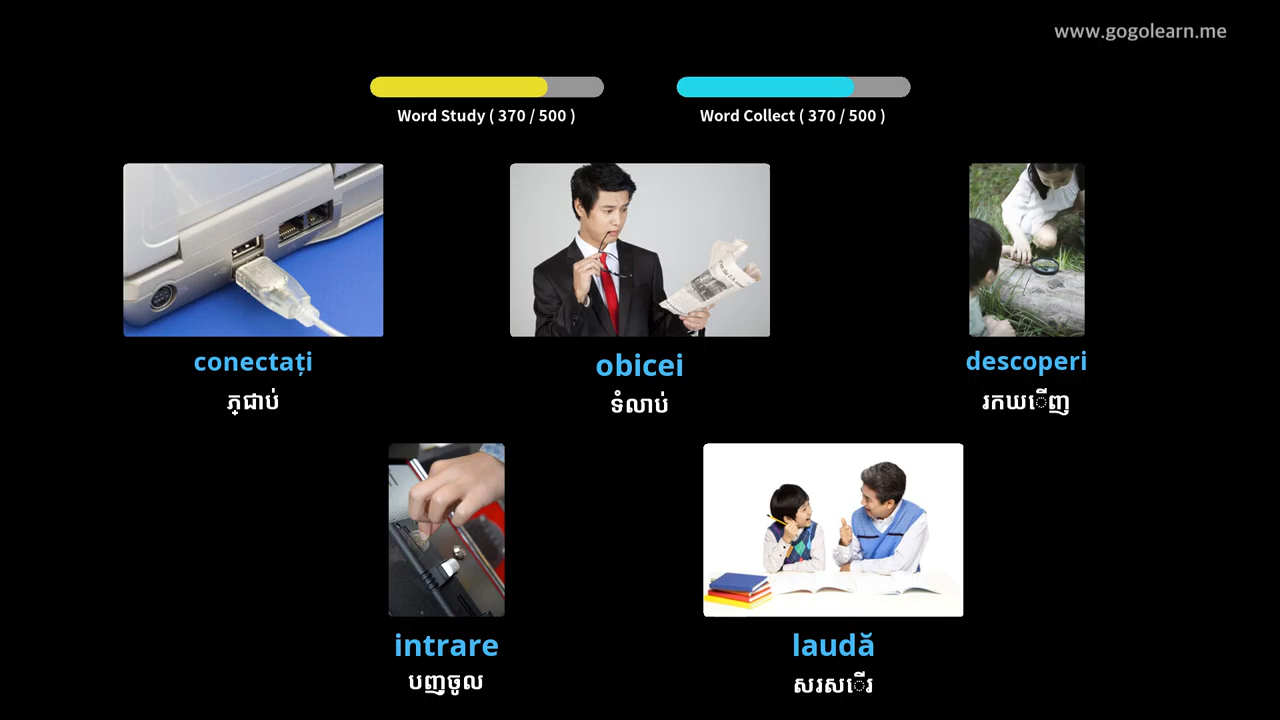 www.gogolearn.me
Word Study ( 370 / 500 )
Word Collect ( 370 / 500 )
conectați
ភ្ជាប់
obicei
ទំលាប់
descoperi
រកឃើញ
intrare
បញ្ចូល
laudă
សរសើរ